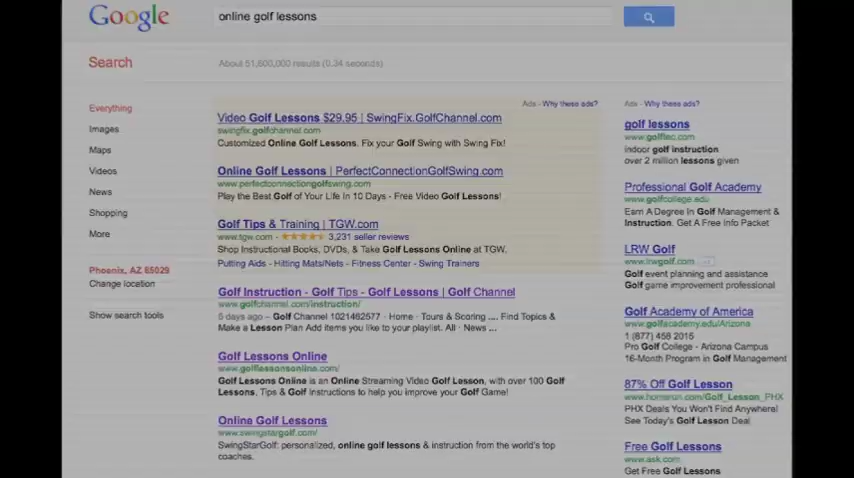 Google
online golf lessons
Search
About 51,600,000 results (0.34 seconds)
Everything
Images
Maps
Videos
News
Shopping
More
Phoenix, AZ 85029
Change location
Show search tools
Ads - Why these ads?
Video Golf Lessons $29.95 | SwingFix.GolfChannel.com
swingfix.golfchannel.com
Customized Online Golf Lessons. Fix your Golf Swing with Swing Fix!
Online Golf Lessons | PerfectConnectionGolfSwing.com
www.perfectconnectiongolfswing.com
Play the Best Golf of Your Life In 10 Days - Free Video Golf Lessons!
Golf Tips & Training | TGW.com
www.tgw.com - 3,231 seller reviews
Shop Instructional Books, DVDs, & Take Golf Lessons Online at TGW.
Putting Aids - Hitting Mats/Nets - Fitness Center - Swing Trainers
Golf Instruction - Golf Tips - Golf Lessons | Golf Channel
www.golfchannel.com/instruction/
5 days ago – Golf Channel 1021462577 · Home · Tours & Scoring .... Find Topics &
Make a Lesson Plan Add items you like to your playlist. All · News ...
Golf Lessons Online
www.golflessonsonline.com/
Golf Lessons Online is an Online Streaming Video Golf Lesson, with over 100 Golf
Lessons, Tips & Golf Instructions to help you improve your Golf Game!
Online Golf Lessons
www.swingstargolf.com/
SwingStarGolf: personalized, online golf lessons & instruction from the world's top
coaches.
Ads - Why these ads?
golf lessons
www.golftec.com
indoor golf instruction
over 2 million lessons given
Professional Golf Academy
www.golfcollege.edu
Earn A Degree In Golf Management &
Instruction. Get A Free Info Packet
LRW Golf
www.lrwgolf.com
Golf event planning and assistance
Golf game improvement professional
Golf Academy of America
www.golfacademy.edu/Arizona
1 (877) 456 2015
Pro Golf College - Arizona Campus
16-Month Program in Golf Management
87% Off Golf Lesson
www.homerun.com/Golf_Lesson_PHX
PHX Deals You Won't Find Anywhere!
See Today's Golf Lesson Deal
Free Golf Lessons
www.ask.com
Get Free Golf Lessons